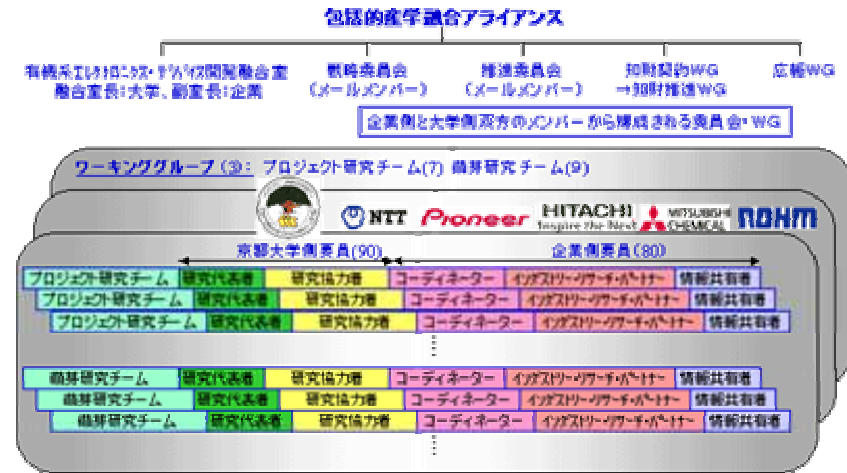 包括的産学融合アライアンス
有機系エレクトロニクス・デバイス開発融合室
融合室長:大学、副室長:企業
戦略委員会
(メールメンバー)
推進委員会
(メールメンバー)
知財契約WG
→知財推進WG
広報WG
企業側と大学側双方のメンバーから構成される委員会・WG
ワーキンググループ(③): プロジェクト研究チーム(7) 萌芽研究チーム(9)
NTT Pioneer HITACHI Inspire the Next MITSUBISHI CHEMICAL ROHM
京都大学側要員(90) 企業側要員(80)
プロジェクト研究チーム 研究代表者 研究協力者 コーディネーター インダストリー・リサーチ・パートナー 情報共有者
プロジェクト研究チーム 研究代表者 研究協力者 コーディネーター インダストリー・リサーチ・パートナー 情報共有者
プロジェクト研究チーム 研究代表者 研究協力者 コーディネーター インダストリー・リサーチ・パートナー 情報共有者
萌芽研究チーム 研究代表者 研究協力者 コーディネーター インダストリー・リサーチ・パートナー 情報共有者
萌芽研究チーム 研究代表者 研究協力者 コーディネーター インダストリー・リサーチ・パートナー 情報共有者
萌芽研究チーム 研究代表者 研究協力者 コーディネーター インダストリー・リサーチ・パートナー 情報共有者